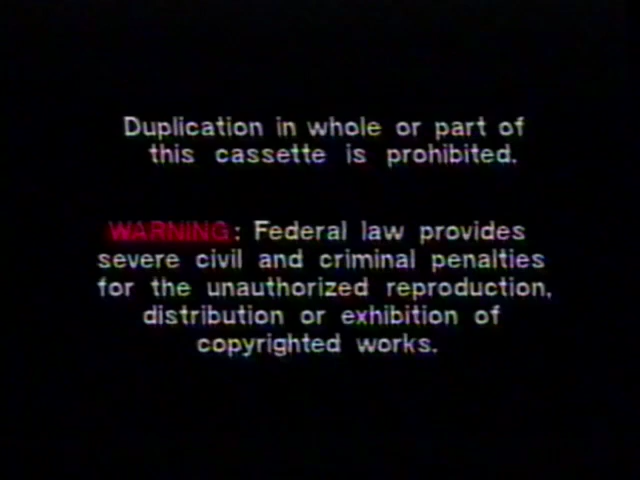 Duplication in whole or part of
this cassette is prohibited.
WARNING: Federal law provides
severe civil and criminal penalties
for the unauthorized reproduction,
distribution or exhibition of
copyrighted works.